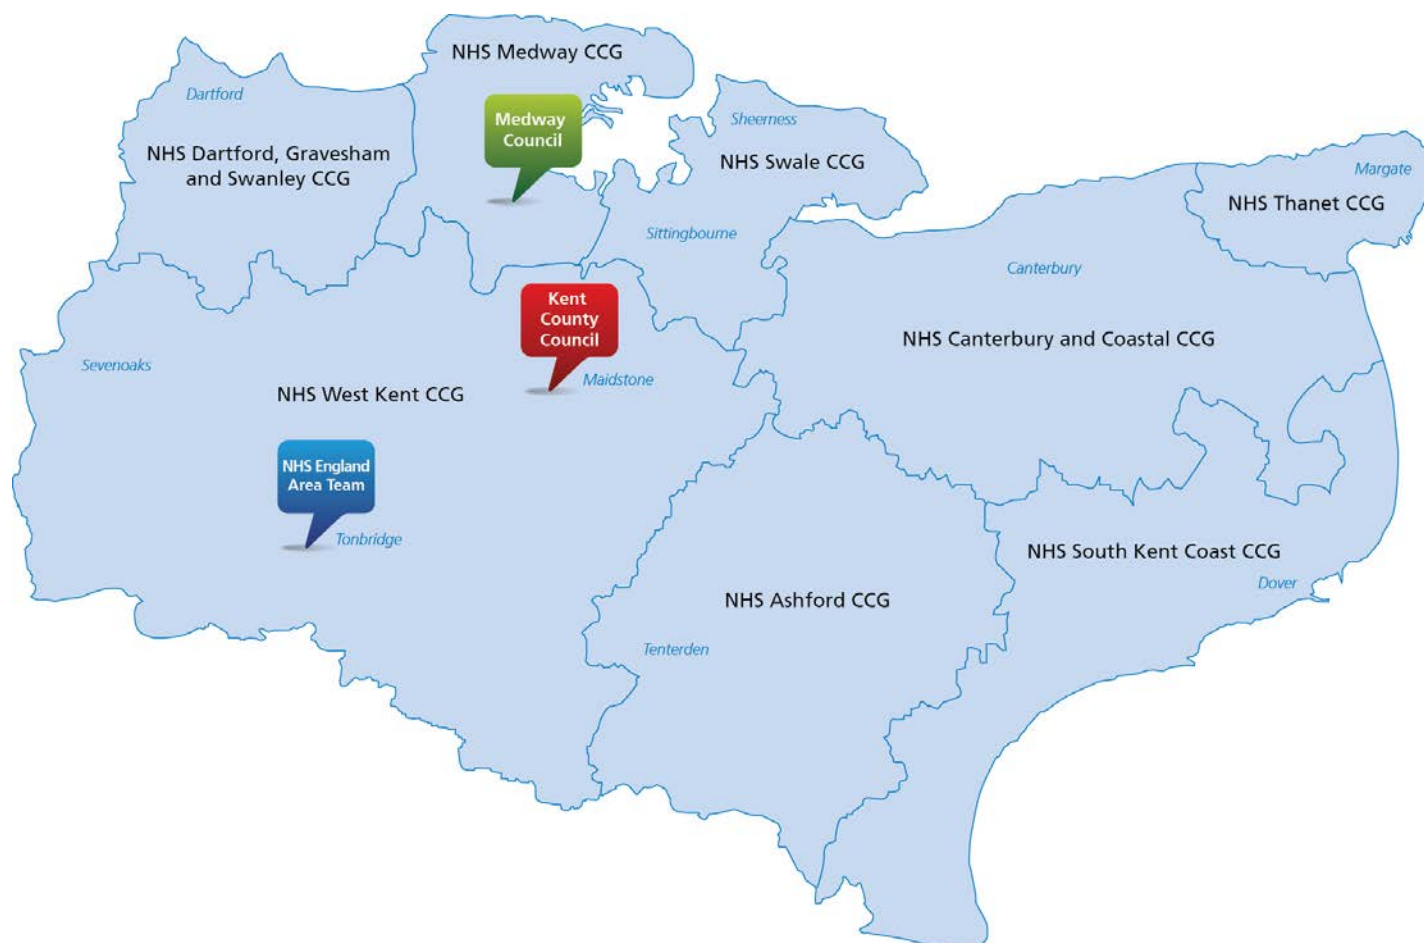 NHS Medway CCG
Dartford
Medway
Council
Sheerness
NHS Dartford, Gravesham
and Swanley CCG
NHS Swale CCG
Margate
NHS Thanet CCG
Sittingbourne
Canterbury
Kent
County
Council
NHS Canterbury and Coastal CCG
Sevenoaks
Maidstone
NHS West Kent CCG
NHS England
Area Team
Tonbridge
NHS South Kent Coast CCG
Dover
NHS Ashford CCG
Tenterden